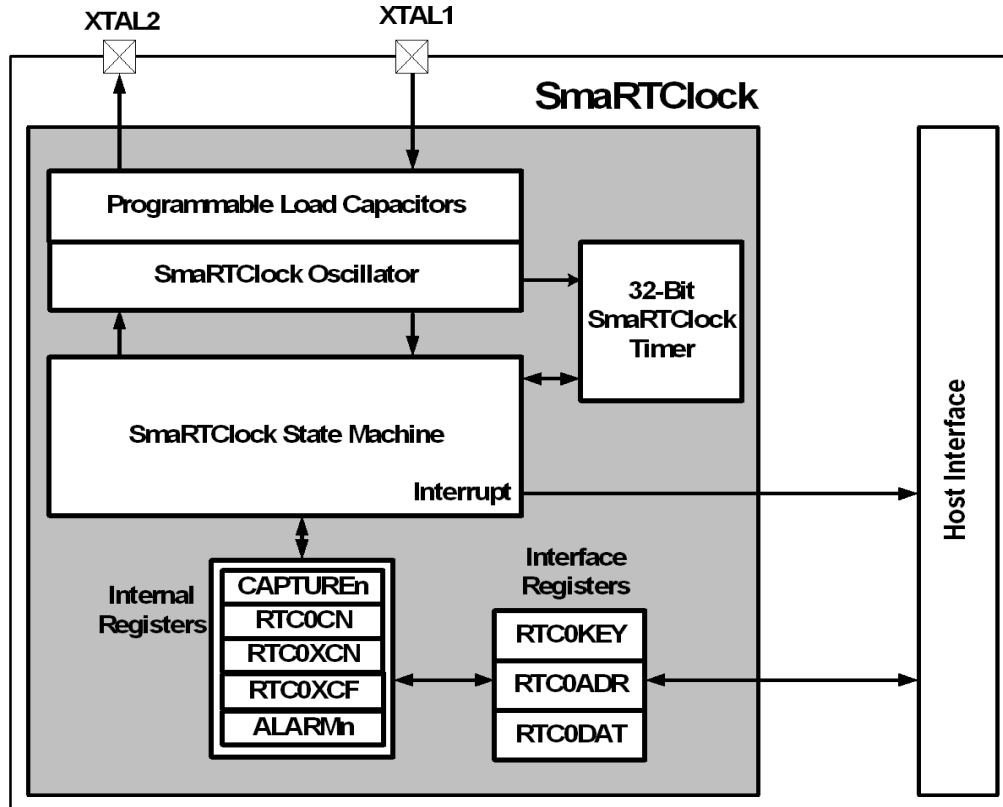 XTAL2
XTAL1
SmaRTClock
Programmable Load Capacitors
SmaRTClock Oscillator
32-Bit
SmaRTClock
Timer
SmaRTClock State Machine
Interrupt
Host Interface
Internal
Registers
CAPTUREn
RTC0CN
RTC0XCN
RTC0XCF
ALARMn
Interface
Registers
RTC0KEY
RTC0ADR
RTC0DAT